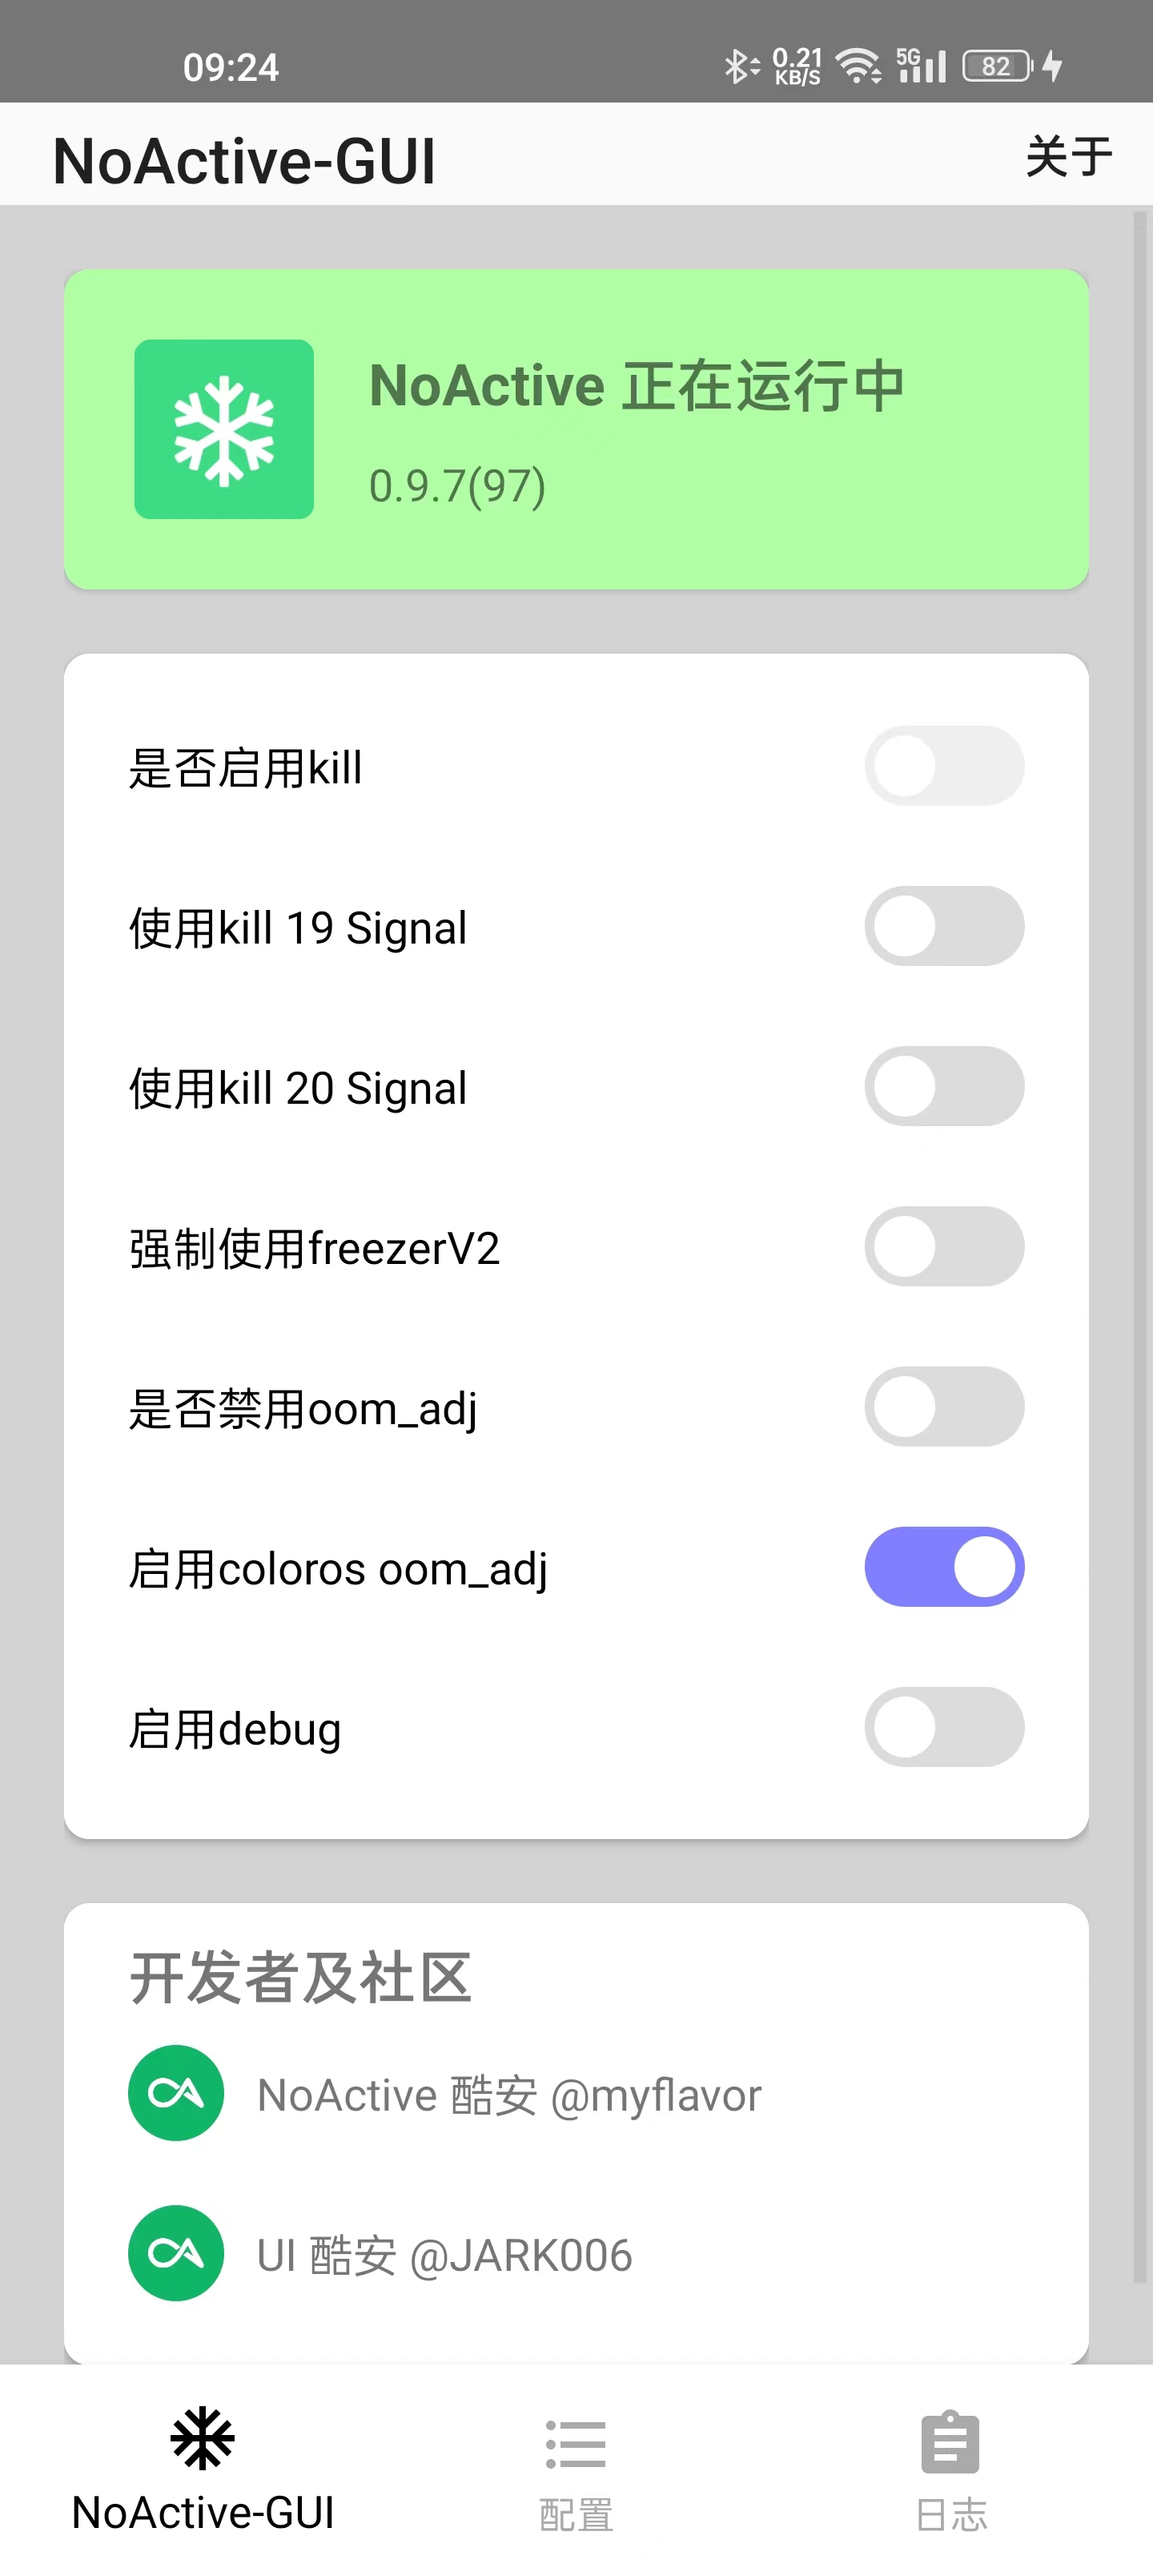 09:24
0.21 KB/S
5G
82
NoActive-GUI
关于
NoActive 正在运行中
0.9.7(97)
是否启用kill
使用kill 19 Signal
使用kill 20 Signal
强制使用freezerV2
是否禁用oom_adj
启用coloros oom_adj
启用debug
开发者及社区
NoActive 酷安 @myflavor
UI 酷安 @JARK006
NoActive-GUI
配置
日志